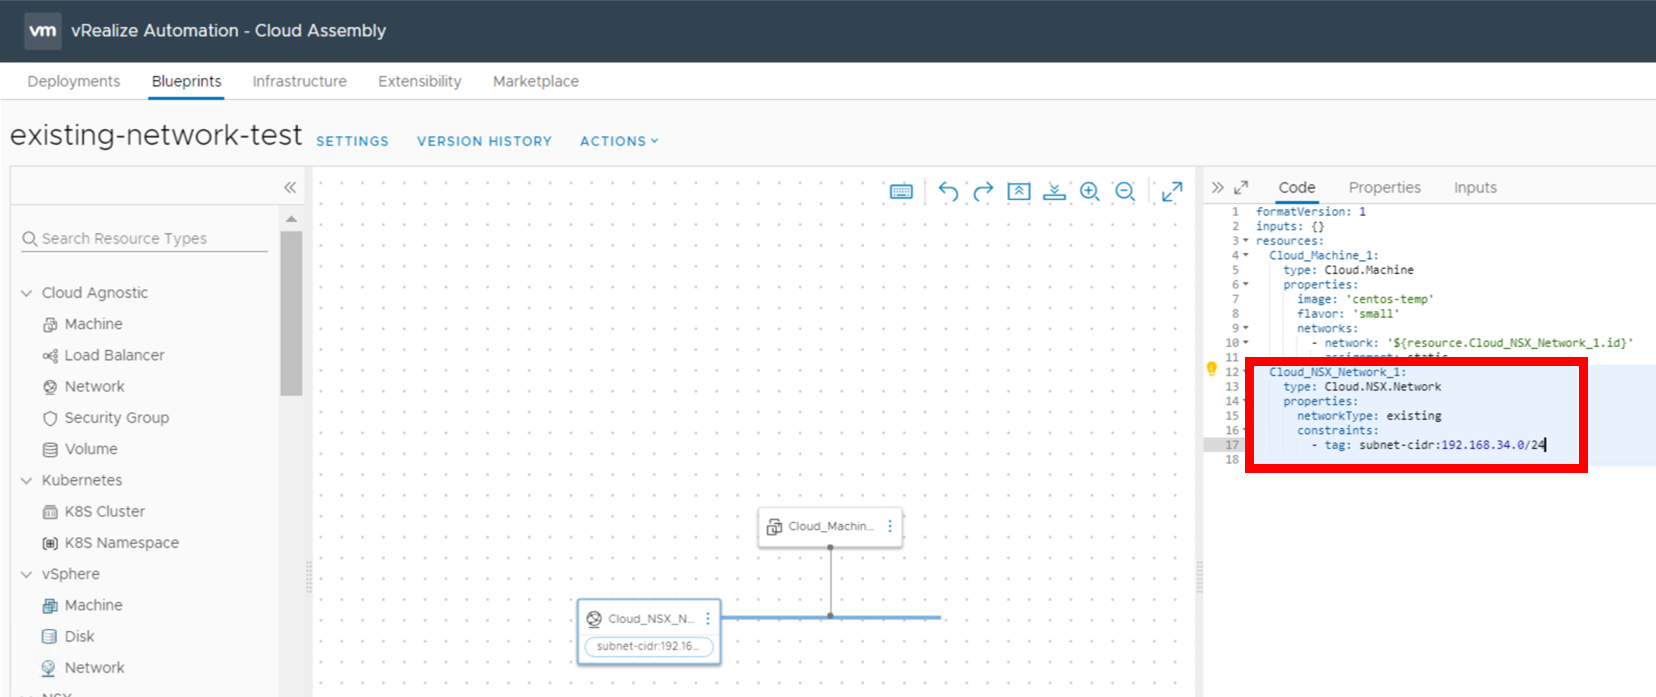 vm vRealize Automation - Cloud Assembly
Deployments Blueprints Infrastructure Extensibility Marketplace
existing-network-test SETTINGS VERSION HISTORY ACTIONS
Search Resource Types
Cloud Agnostic
Machine
Load Balancer
Network
Security Group
Volume
Kubernetes
K8S Cluster
K8S Namespace
vSphere
Machine
Disk
Network
NSX
Cloud_Machin...
Cloud_NSX_N...
subnet-cidr:192.16...
Code Properties Inputs
1 formatVersion: 1
2 inputs: {}
3 resources:
4 Cloud_Machine_1:
5 type: Cloud.Machine
6 properties:
7 image: 'centos-temp'
8 flavor: 'small'
9 networks:
10 - network: '${resource.Cloud_NSX_Network_1.id}'
11 assignment: static
12 Cloud_NSX_Network_1:
13 type: Cloud.NSX.Network
14 properties:
15 networkType: existing
16 constraints:
17 - tag: subnet-cidr:192.168.34.0/24
18